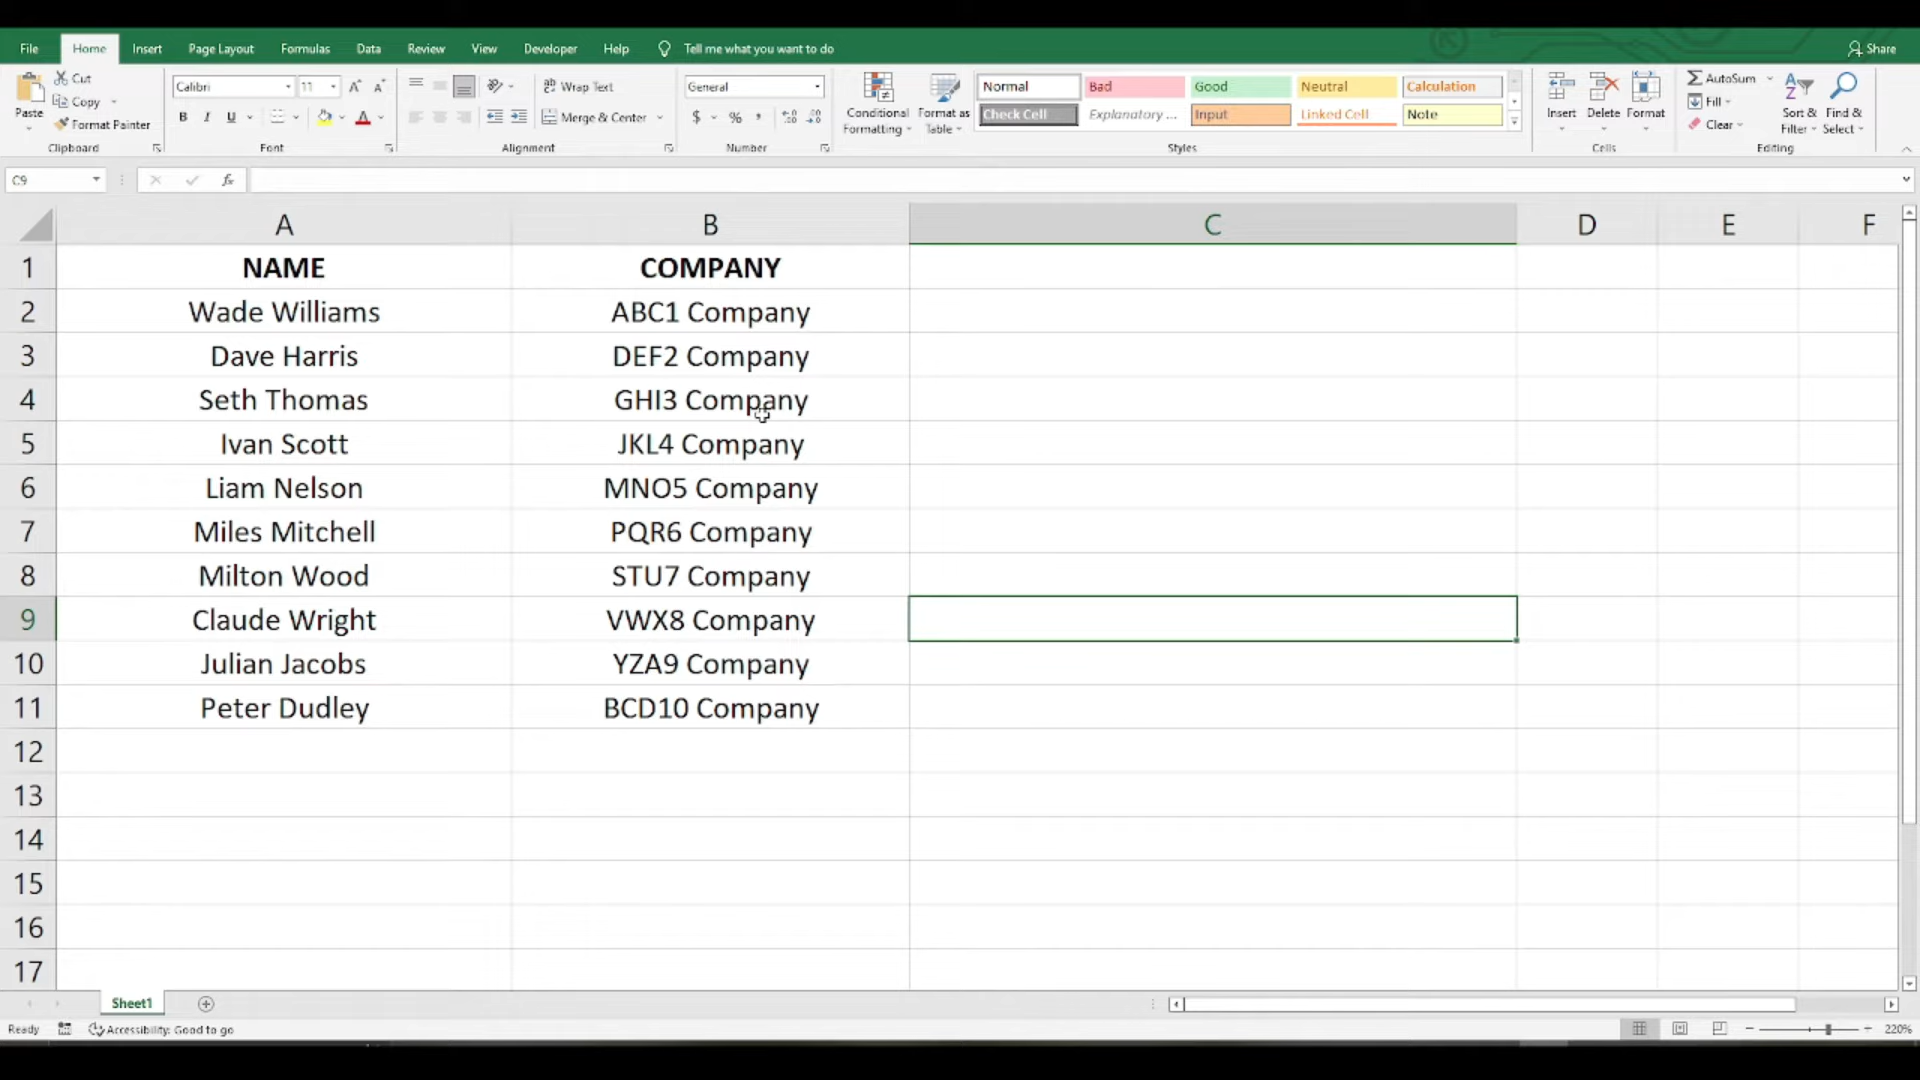 File Home Insert Page Layout Formulas Data Review View Developer Help Tell me what you want to do Share
Paste Cut Copy Format Painter Clipboard
Calibri 11 A A B I U A Font
Wrap Text Merge & Center Alignment
General $ % , Number
Conditional Formatting Format as Table
Normal Bad Good Neutral Calculation
Check Cell Explanatory ... Input Linked Cell Note
Styles
Insert Delete Format Cells
AutoSum Fill Clear Sort & Filter Find & Select Editing
C9 fx
A B C D E F
1 NAME COMPANY
2 Wade Williams ABC1 Company
3 Dave Harris DEF2 Company
4 Seth Thomas GHI3 Company
5 Ivan Scott JKL4 Company
6 Liam Nelson MNO5 Company
7 Miles Mitchell PQR6 Company
8 Milton Wood STU7 Company
9 Claude Wright VWX8 Company
10 Julian Jacobs YZA9 Company
11 Peter Dudley BCD10 Company
12
13
14
15
16
17
Sheet1
Ready Accessibility: Good to go 220%